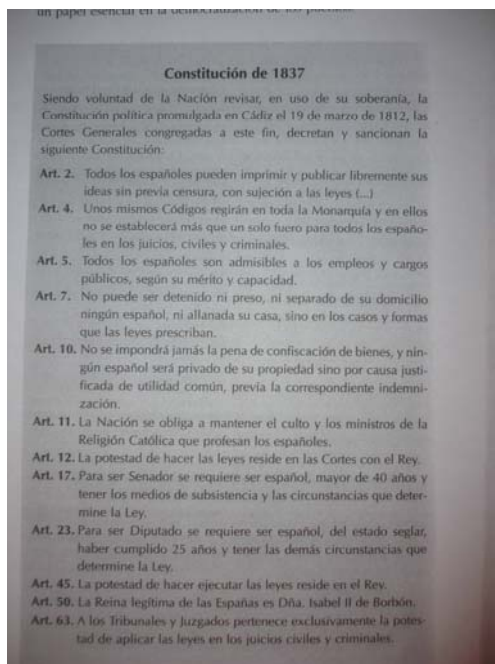 un papel esencial en la democratización de los pueblos.
Constitución de 1837
Siendo voluntad de la Nación revisar, en uso de su soberanía, la
Constitución política promulgada en Cádiz el 19 de marzo de 1812, las
Cortes Generales congregadas a este fin, decretan y sancionan la
siguiente Constitución:
Art. 2. Todos los españoles pueden imprimir y publicar libremente sus
ideas sin previa censura, con sujeción a las leyes (...)
Art. 4. Unos mismos Códigos regirán en toda la Monarquía y en ellos
no se establecerá más que un solo fuero para todos los españo-
les en los juicios, civiles y criminales.
Art. 5. Todos los españoles son admisibles a los empleos y cargos
públicos, según su mérito y capacidad.
Art. 7. No puede ser detenido ni preso, ni separado de su domicilio
ningún español, ni allanada su casa, sino en los casos y formas
que las leyes prescriban.
Art. 10. No se impondrá jamás la pena de confiscación de bienes, y nin-
gún español será privado de su propiedad sino por causa justi-
ficada de utilidad común, previa la correspondiente indemni-
zación.
Art. 11. La Nación se obliga a mantener el culto y los ministros de la
Religión Católica que profesan los españoles.
Art. 12. La potestad de hacer las leyes reside en las Cortes con el Rey.
Art. 17. Para ser Senador se requiere ser español, mayor de 40 años y
tener los medios de subsistencia y las circunstancias que deter-
mine la Ley.
Art. 23. Para ser Diputado se requiere ser español, del estado seglar,
haber cumplido 25 años y tener las demás circunstancias que
determine la Ley.
Art. 45. La potestad de hacer ejecutar las leyes reside en el Rey.
Art. 50. La Reina legítima de las Españas es Dña. Isabel II de Borbón.
Art. 63. A los Tribunales y Juzgados pertenece exclusivamente la potes-
tad de aplicar las leyes en los juicios civiles y criminales.